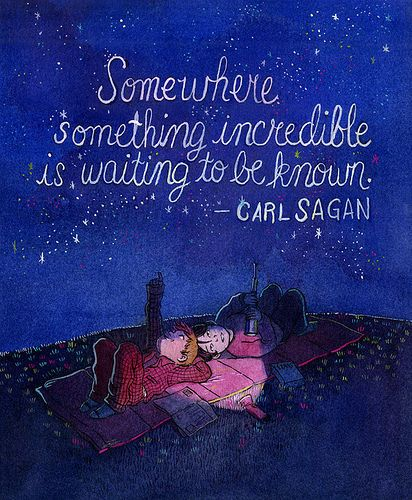 Somewhere
something incredible
is waiting to be known.
– CARL SAGAN